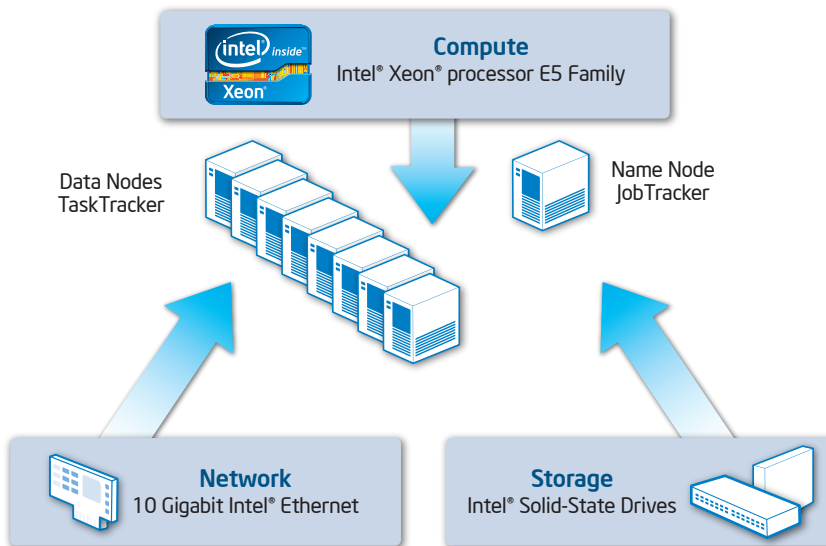 intel inside™
Xeon®
Compute
Intel® Xeon® processor E5 Family
Data Nodes
TaskTracker
Name Node
JobTracker
Network
10 Gigabit Intel® Ethernet
Storage
Intel® Solid-State Drives